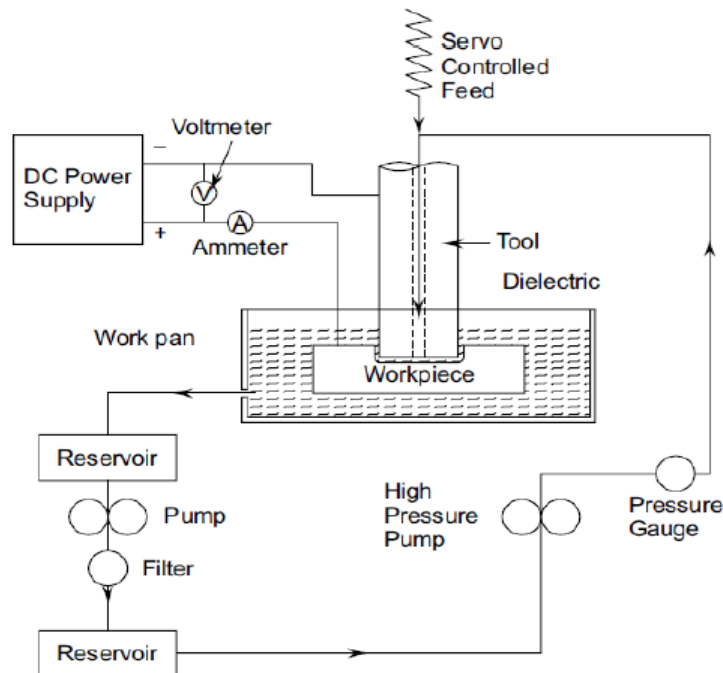 Servo
Controlled
Feed
Voltmeter
–
DC Power
Supply
V
+
A
Ammeter
Tool
Dielectric
Work pan
Workpiece
Reservoir
Pump
High
Pressure
Pump
Pressure
Gauge
Filter
Reservoir